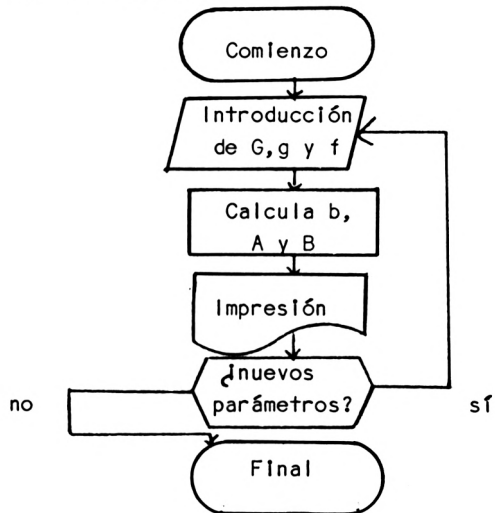 Comienzo
Introducción
de G,g y f
Calcula b,
A y B
Impresión
¿nuevos
parámetros?
no
sí
Final